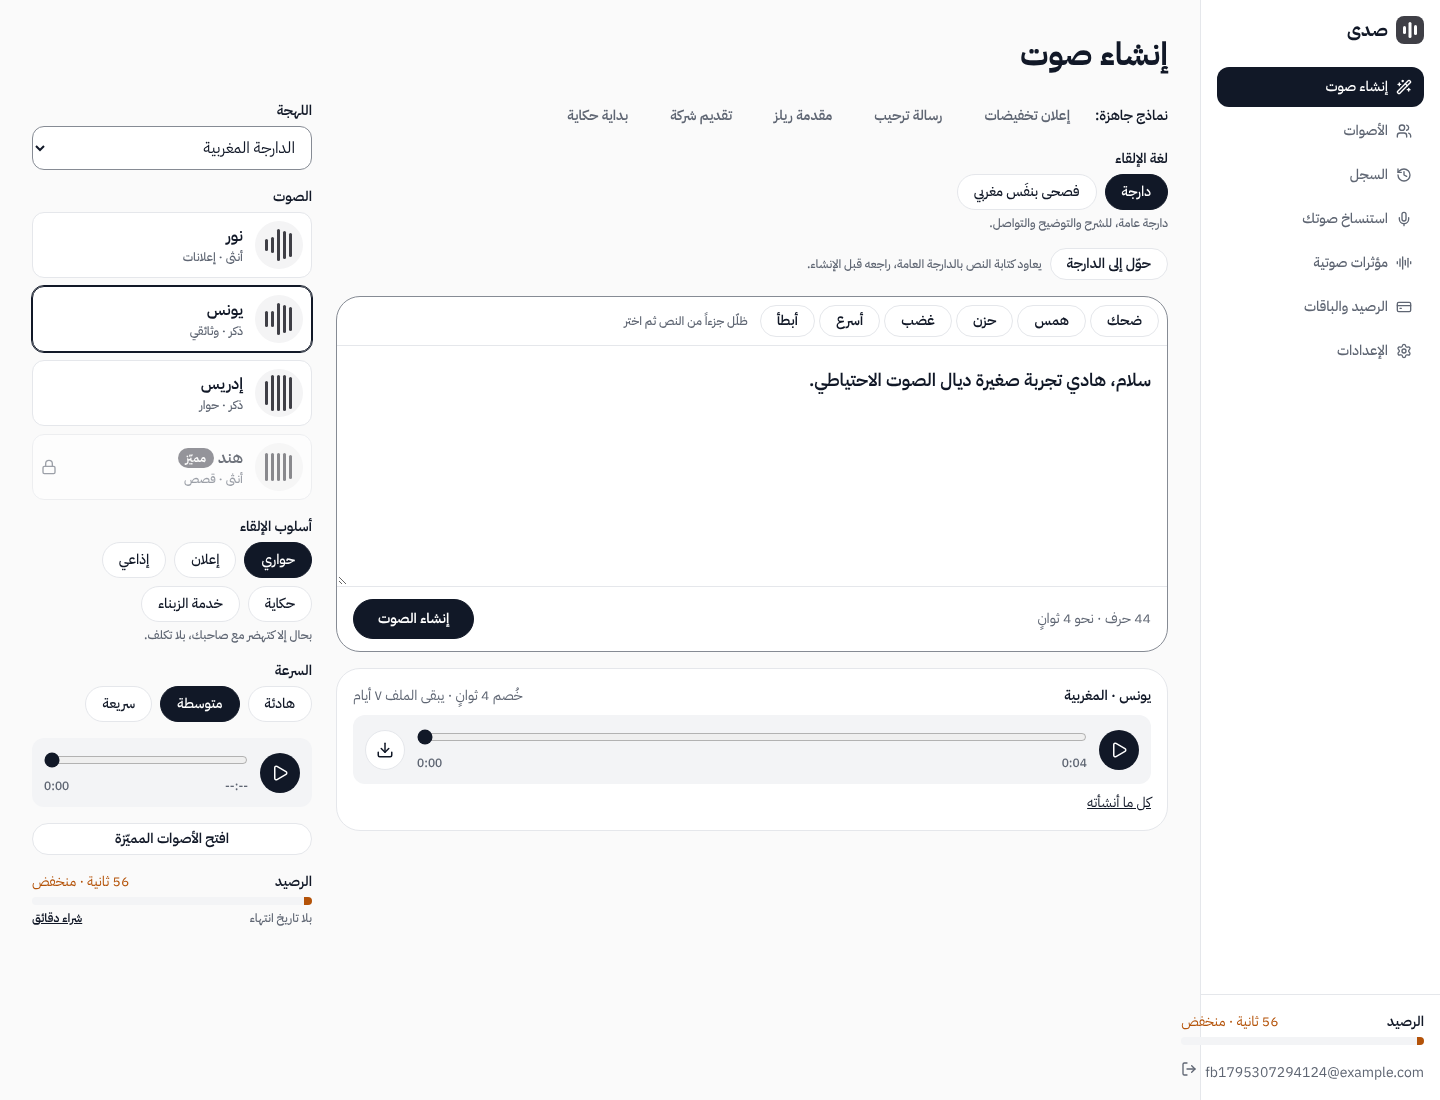 صدى
إنشاء صوت
الأصوات
السجل
استنساخ صوتك
مؤثرات صوتية
الرصيد والباقات
الإعدادات
الرصيد 56 ثانية · منخفض
fb1795307294124@example.com
إنشاء صوت
نماذج جاهزة: إعلان تخفيضات رسالة ترحيب مقدمة ريلز تقديم شركة بداية حكاية
لغة الإلقاء
دارجة فصحى بنفَس مغربي
دارجة عامة، للشرح والتوضيح والتواصل.
حوّل إلى الدارجة يعاود كتابة النص بالدارجة العامة، راجعه قبل الإنشاء.
ضحك همس حزن غضب أسرع أبطأ ظلّل جزءاً من النص ثم اختر
سلام، هادي تجربة صغيرة ديال الصوت الاحتياطي.
44 حرف · نحو 4 ثوانٍ إنشاء الصوت
يونس · المغربية خُصم 4 ثوانٍ · يبقى الملف ٧ أيام
0:04 0:00
كل ما أنشأته
اللهجة
الدارجة المغربية
الصوت
نور
أنثى · إعلانات
يونس
ذكر · وثائقي
إدريس
ذكر · حوار
هند مميّز
أنثى · قصص
أسلوب الإلقاء
حواري إعلان إذاعي
حكاية خدمة الزبناء
بحال إلا كتهضر مع صاحبك، بلا تكلف.
السرعة
هادئة متوسطة سريعة
--:-- 0:00
افتح الأصوات المميّزة
الرصيد 56 ثانية · منخفض
بلا تاريخ انتهاء شراء دقائق